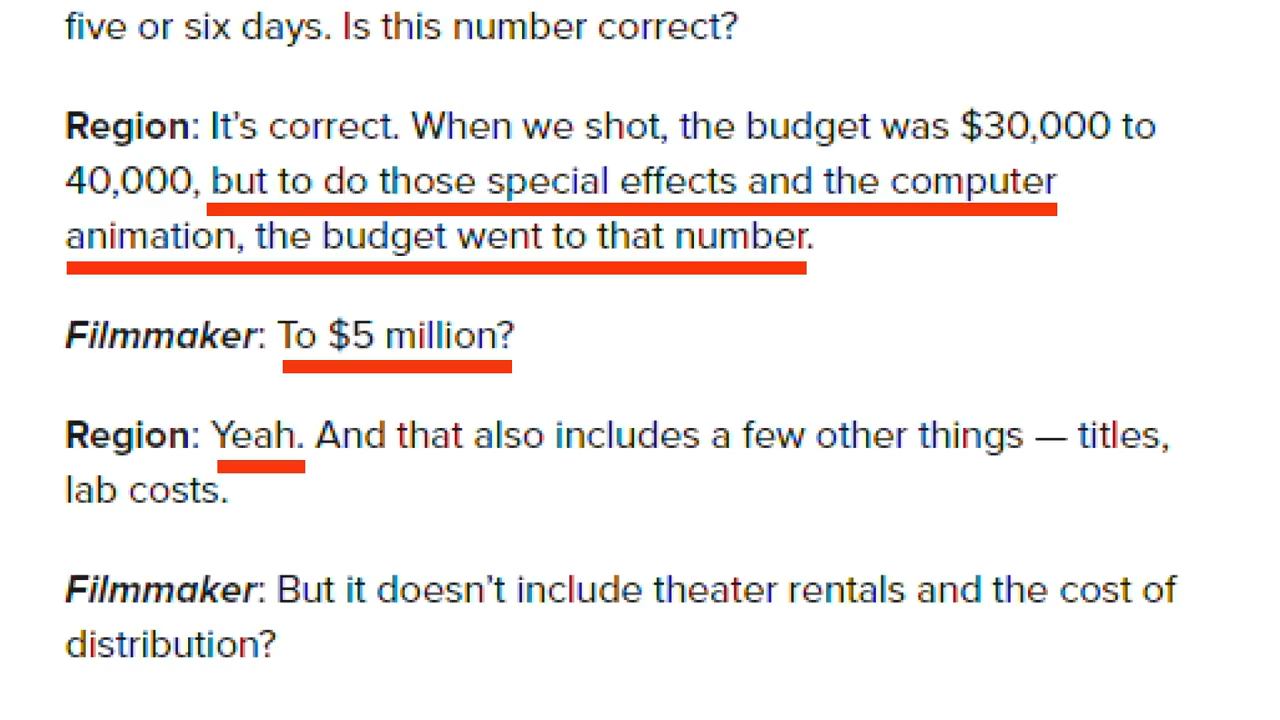 five or six days. Is this number correct?
Region: It's correct. When we shot, the budget was $30,000 to
40,000, but to do those special effects and the computer
animation, the budget went to that number.
Filmmaker: To $5 million?
Region: Yeah. And that also includes a few other things — titles,
lab costs.
Filmmaker: But it doesn't include theater rentals and the cost of
distribution?